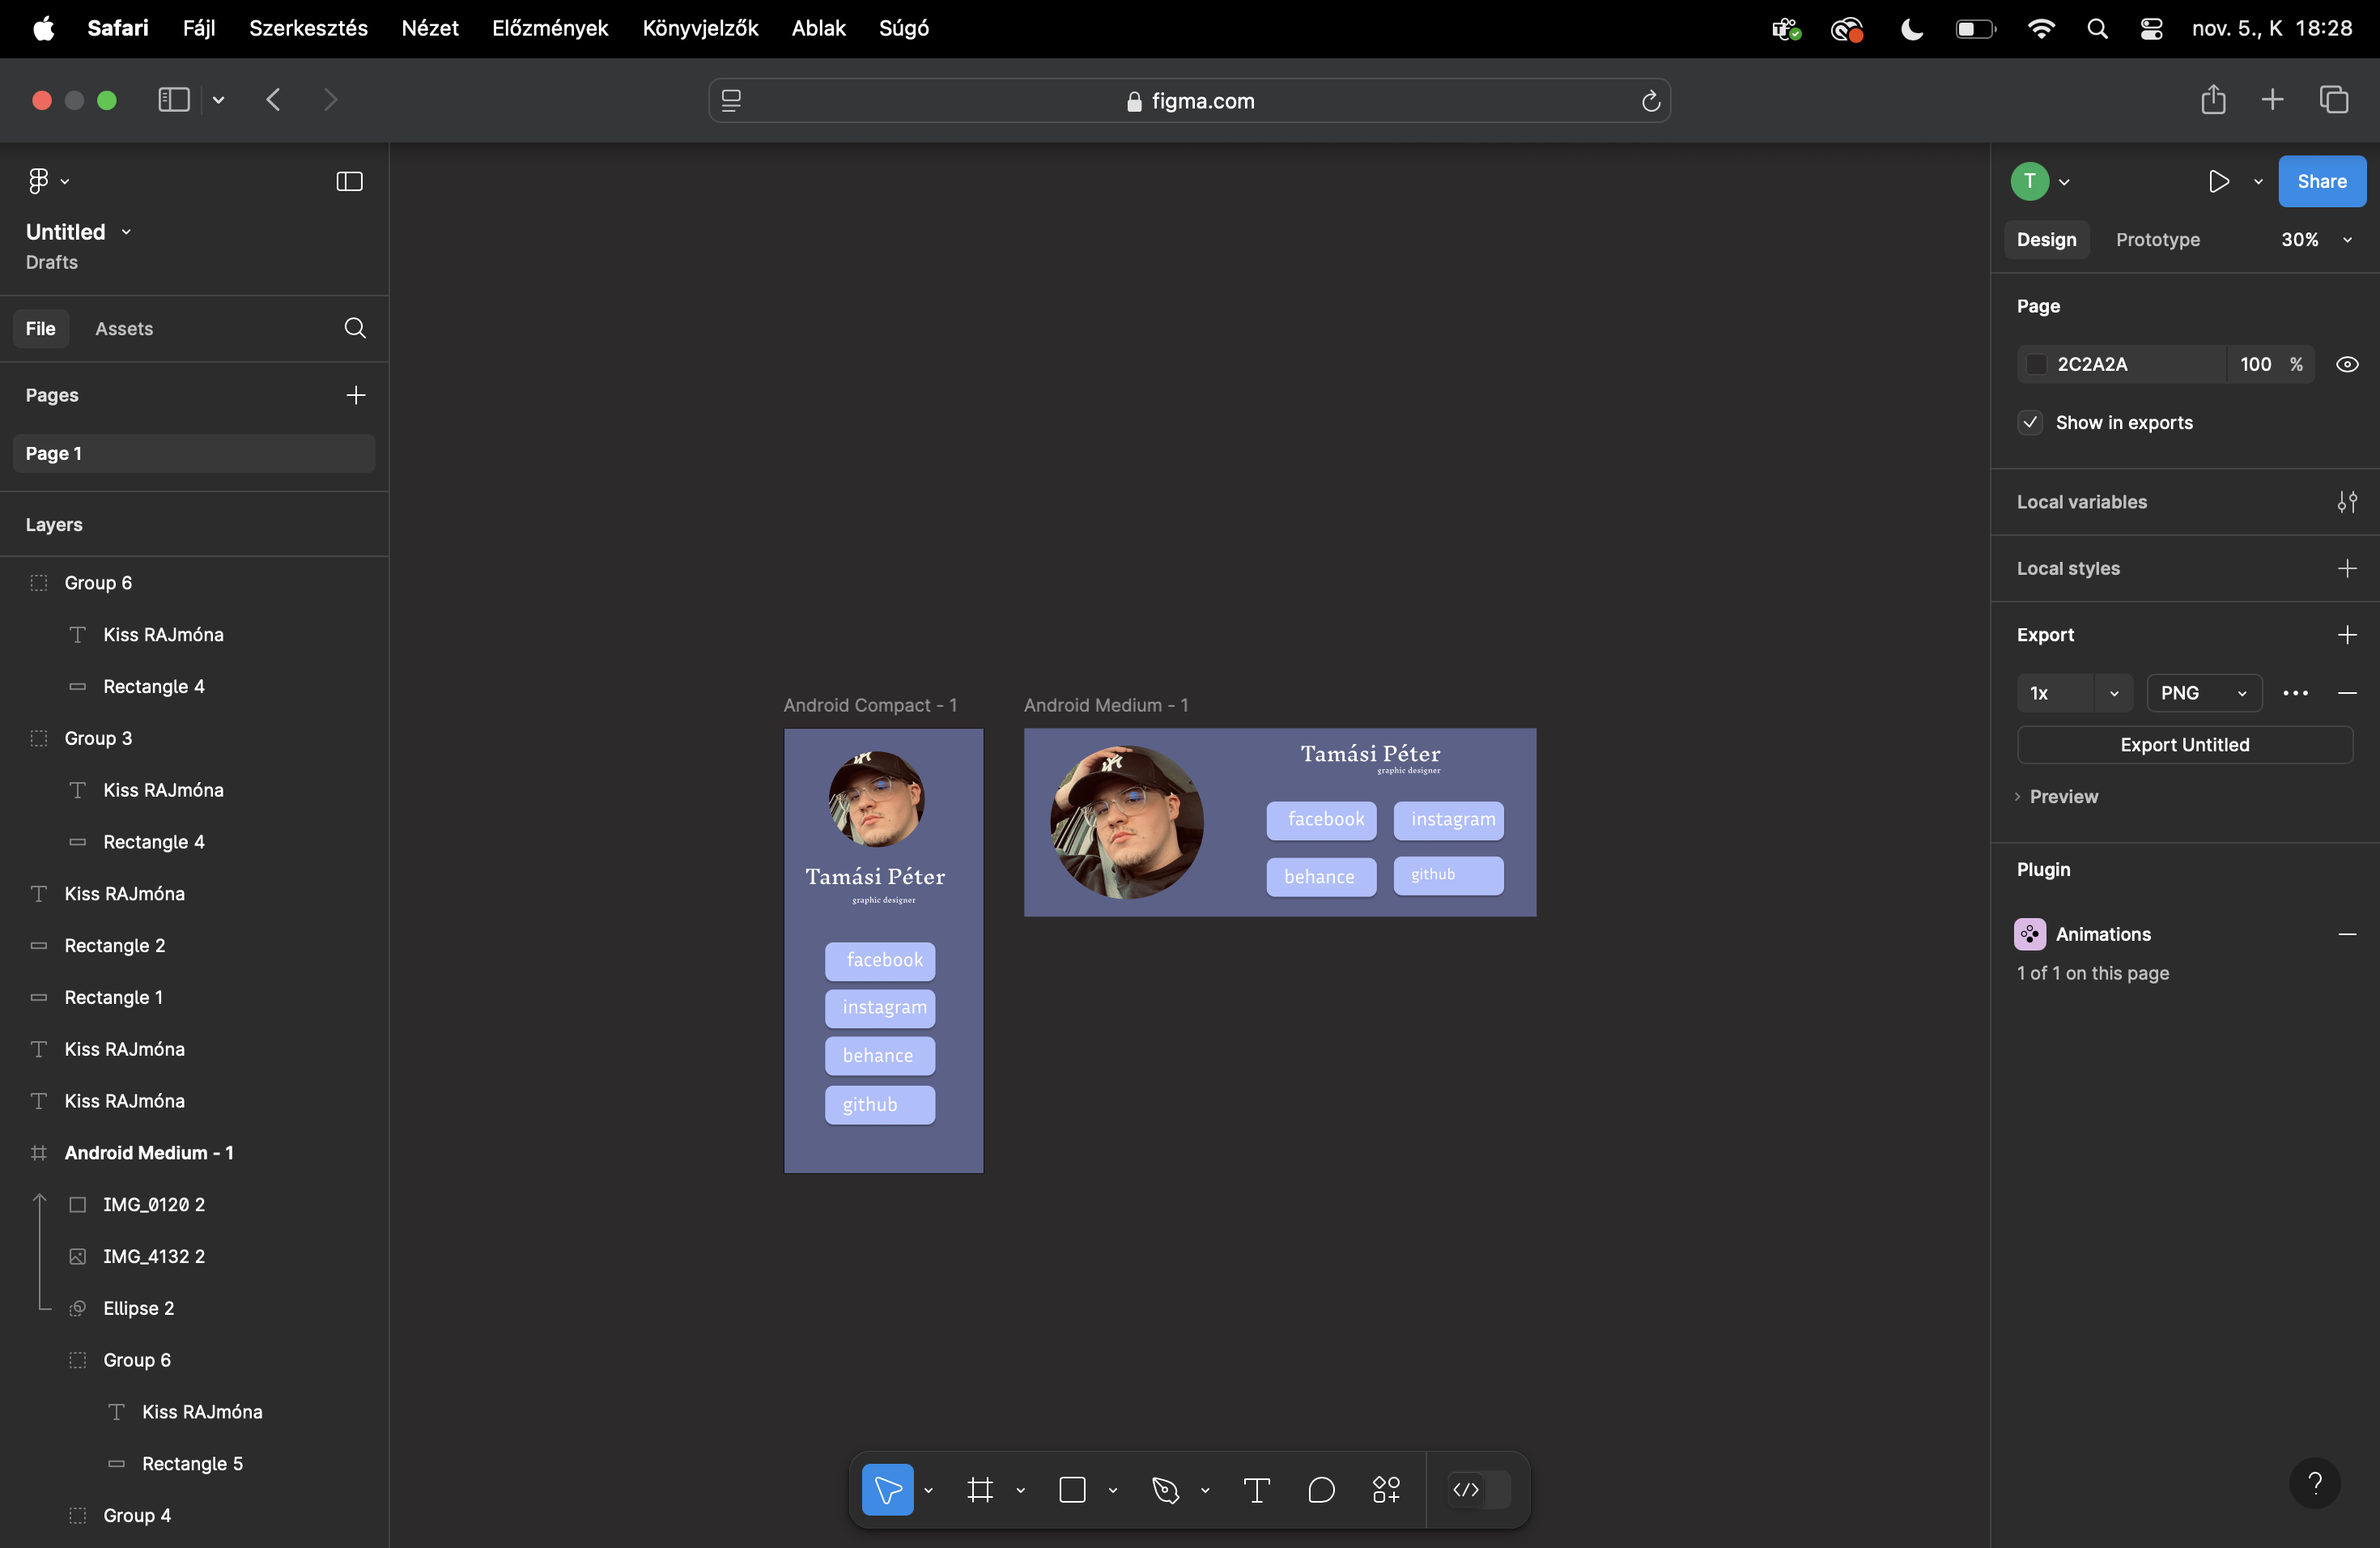 Safari Fájl Szerkesztés Nézet Előzmények Könyvjelzők Ablak Súgó nov. 5., K 18:28
figma.com
T Share
Untitled
Drafts
Design Prototype 30%
File Assets
Page
Pages
2C2A2A 100 %
Page 1
Show in exports
Layers
Local variables
Local styles
Export
1x PNG
Export Untitled
Preview
Plugin
Animations
1 of 1 on this page
Group 6
Kiss RAJmóna
Rectangle 4
Group 3
Kiss RAJmóna
Rectangle 4
Kiss RAJmóna
Rectangle 2
Rectangle 1
Kiss RAJmóna
Kiss RAJmóna
Android Medium - 1
IMG_0120 2
IMG_4132 2
Ellipse 2
Group 6
Kiss RAJmóna
Rectangle 5
Group 4
Android Compact - 1
Tamási Péter
graphic designer
facebook
instagram
behance
github
Android Medium - 1
Tamási Péter
graphic designer
facebook instagram
behance github
?